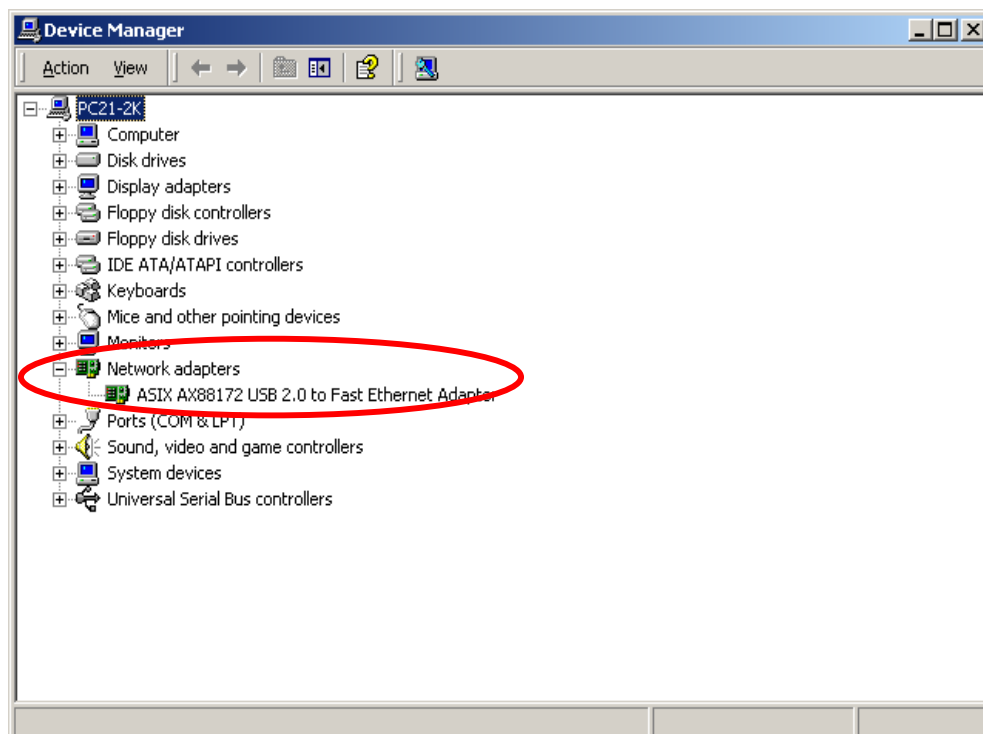 Device Manager
Action View
PC21-2K
Computer
Disk drives
Display adapters
Floppy disk controllers
Floppy disk drives
IDE ATA/ATAPI controllers
Keyboards
Mice and other pointing devices
Monitors
Network adapters
ASIX AX88172 USB 2.0 to Fast Ethernet Adapter
Ports (COM & LPT)
Sound, video and game controllers
System devices
Universal Serial Bus controllers